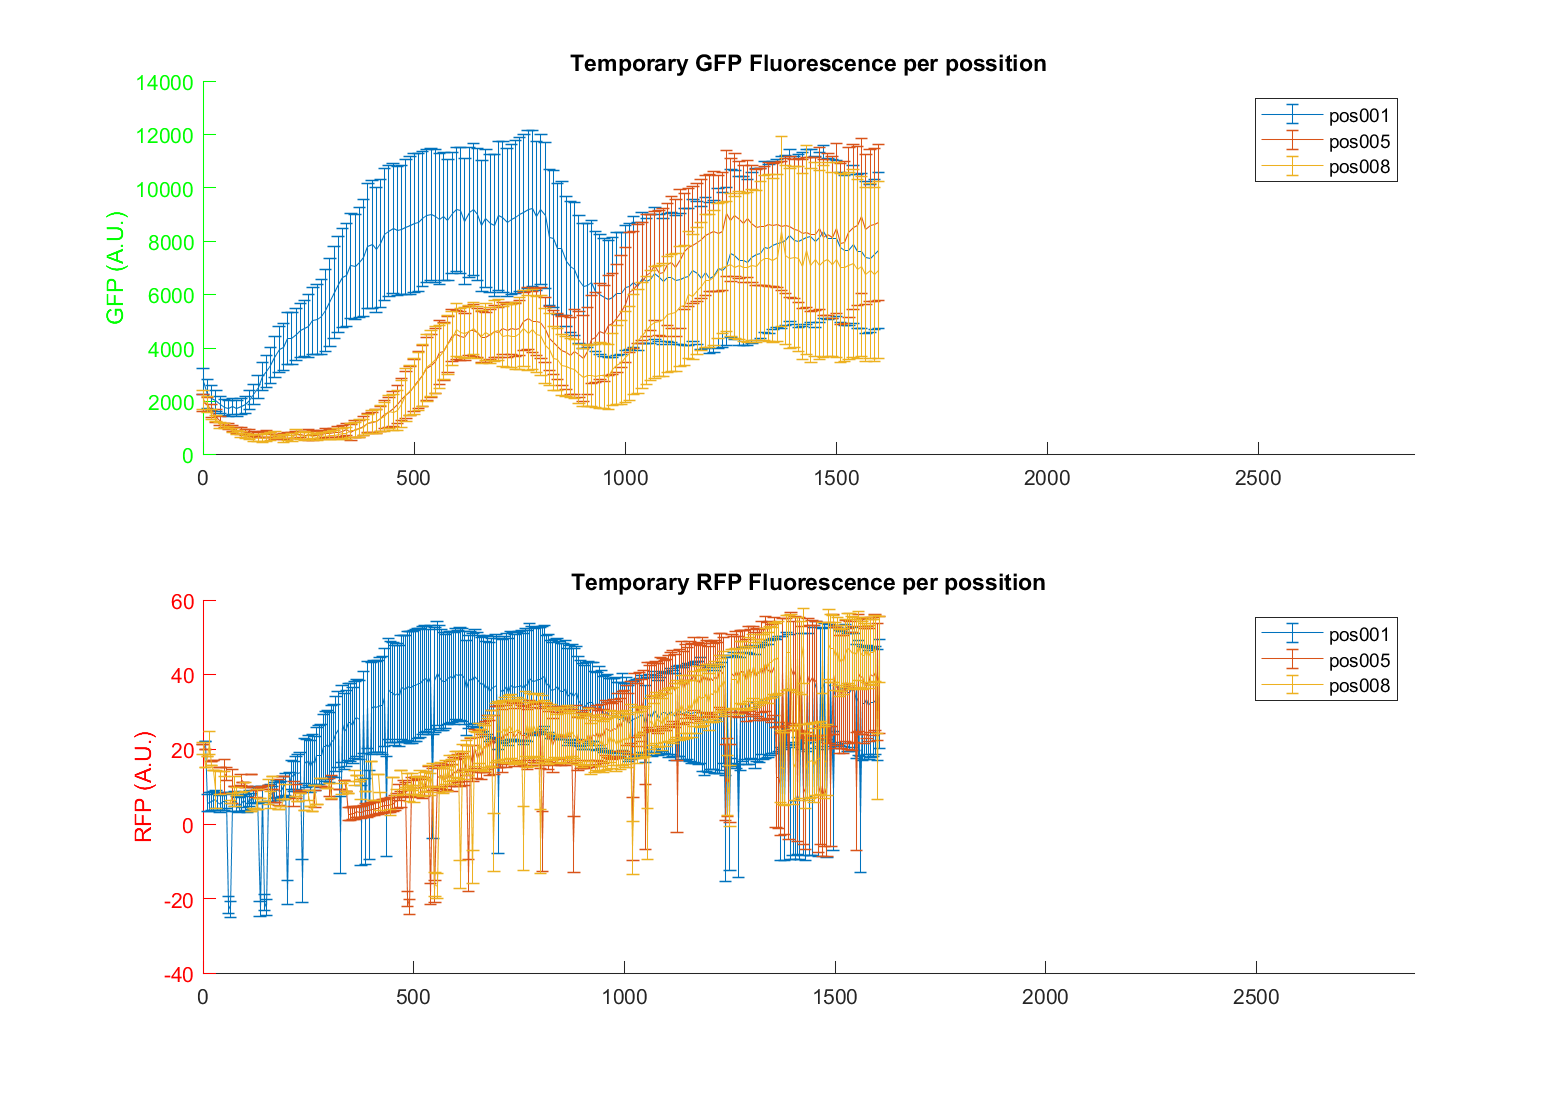 Temporary GFP Fluorescence per possition
14000
12000
10000
8000
6000
4000
2000
0
GFP (A.U.)
0 500 1000 1500 2000 2500
pos001
pos005
pos008
Temporary RFP Fluorescence per possition
60
40
20
0
-20
-40
RFP (A.U.)
0 500 1000 1500 2000 2500
pos001
pos005
pos008